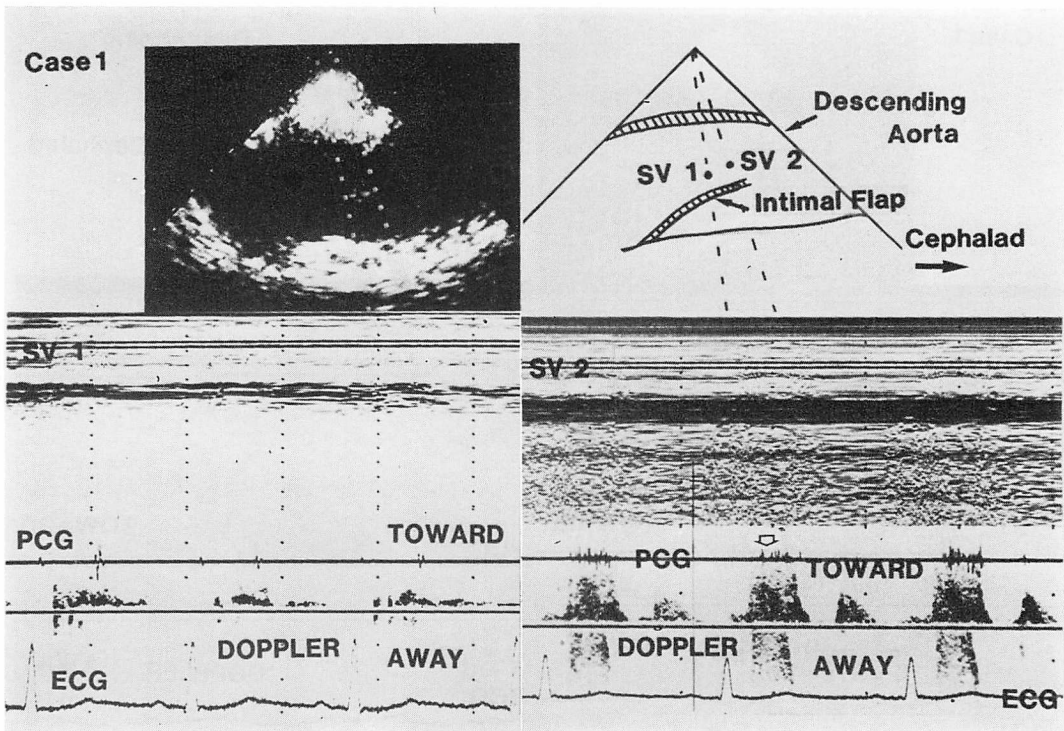 Case 1
Descending
Aorta
SV 1
SV 2
Intimal Flap
Cephalad
SV 1
SV 2
PCG
TOWARD
DOPPLER
AWAY
ECG
PCG
TOWARD
DOPPLER
AWAY
ECG